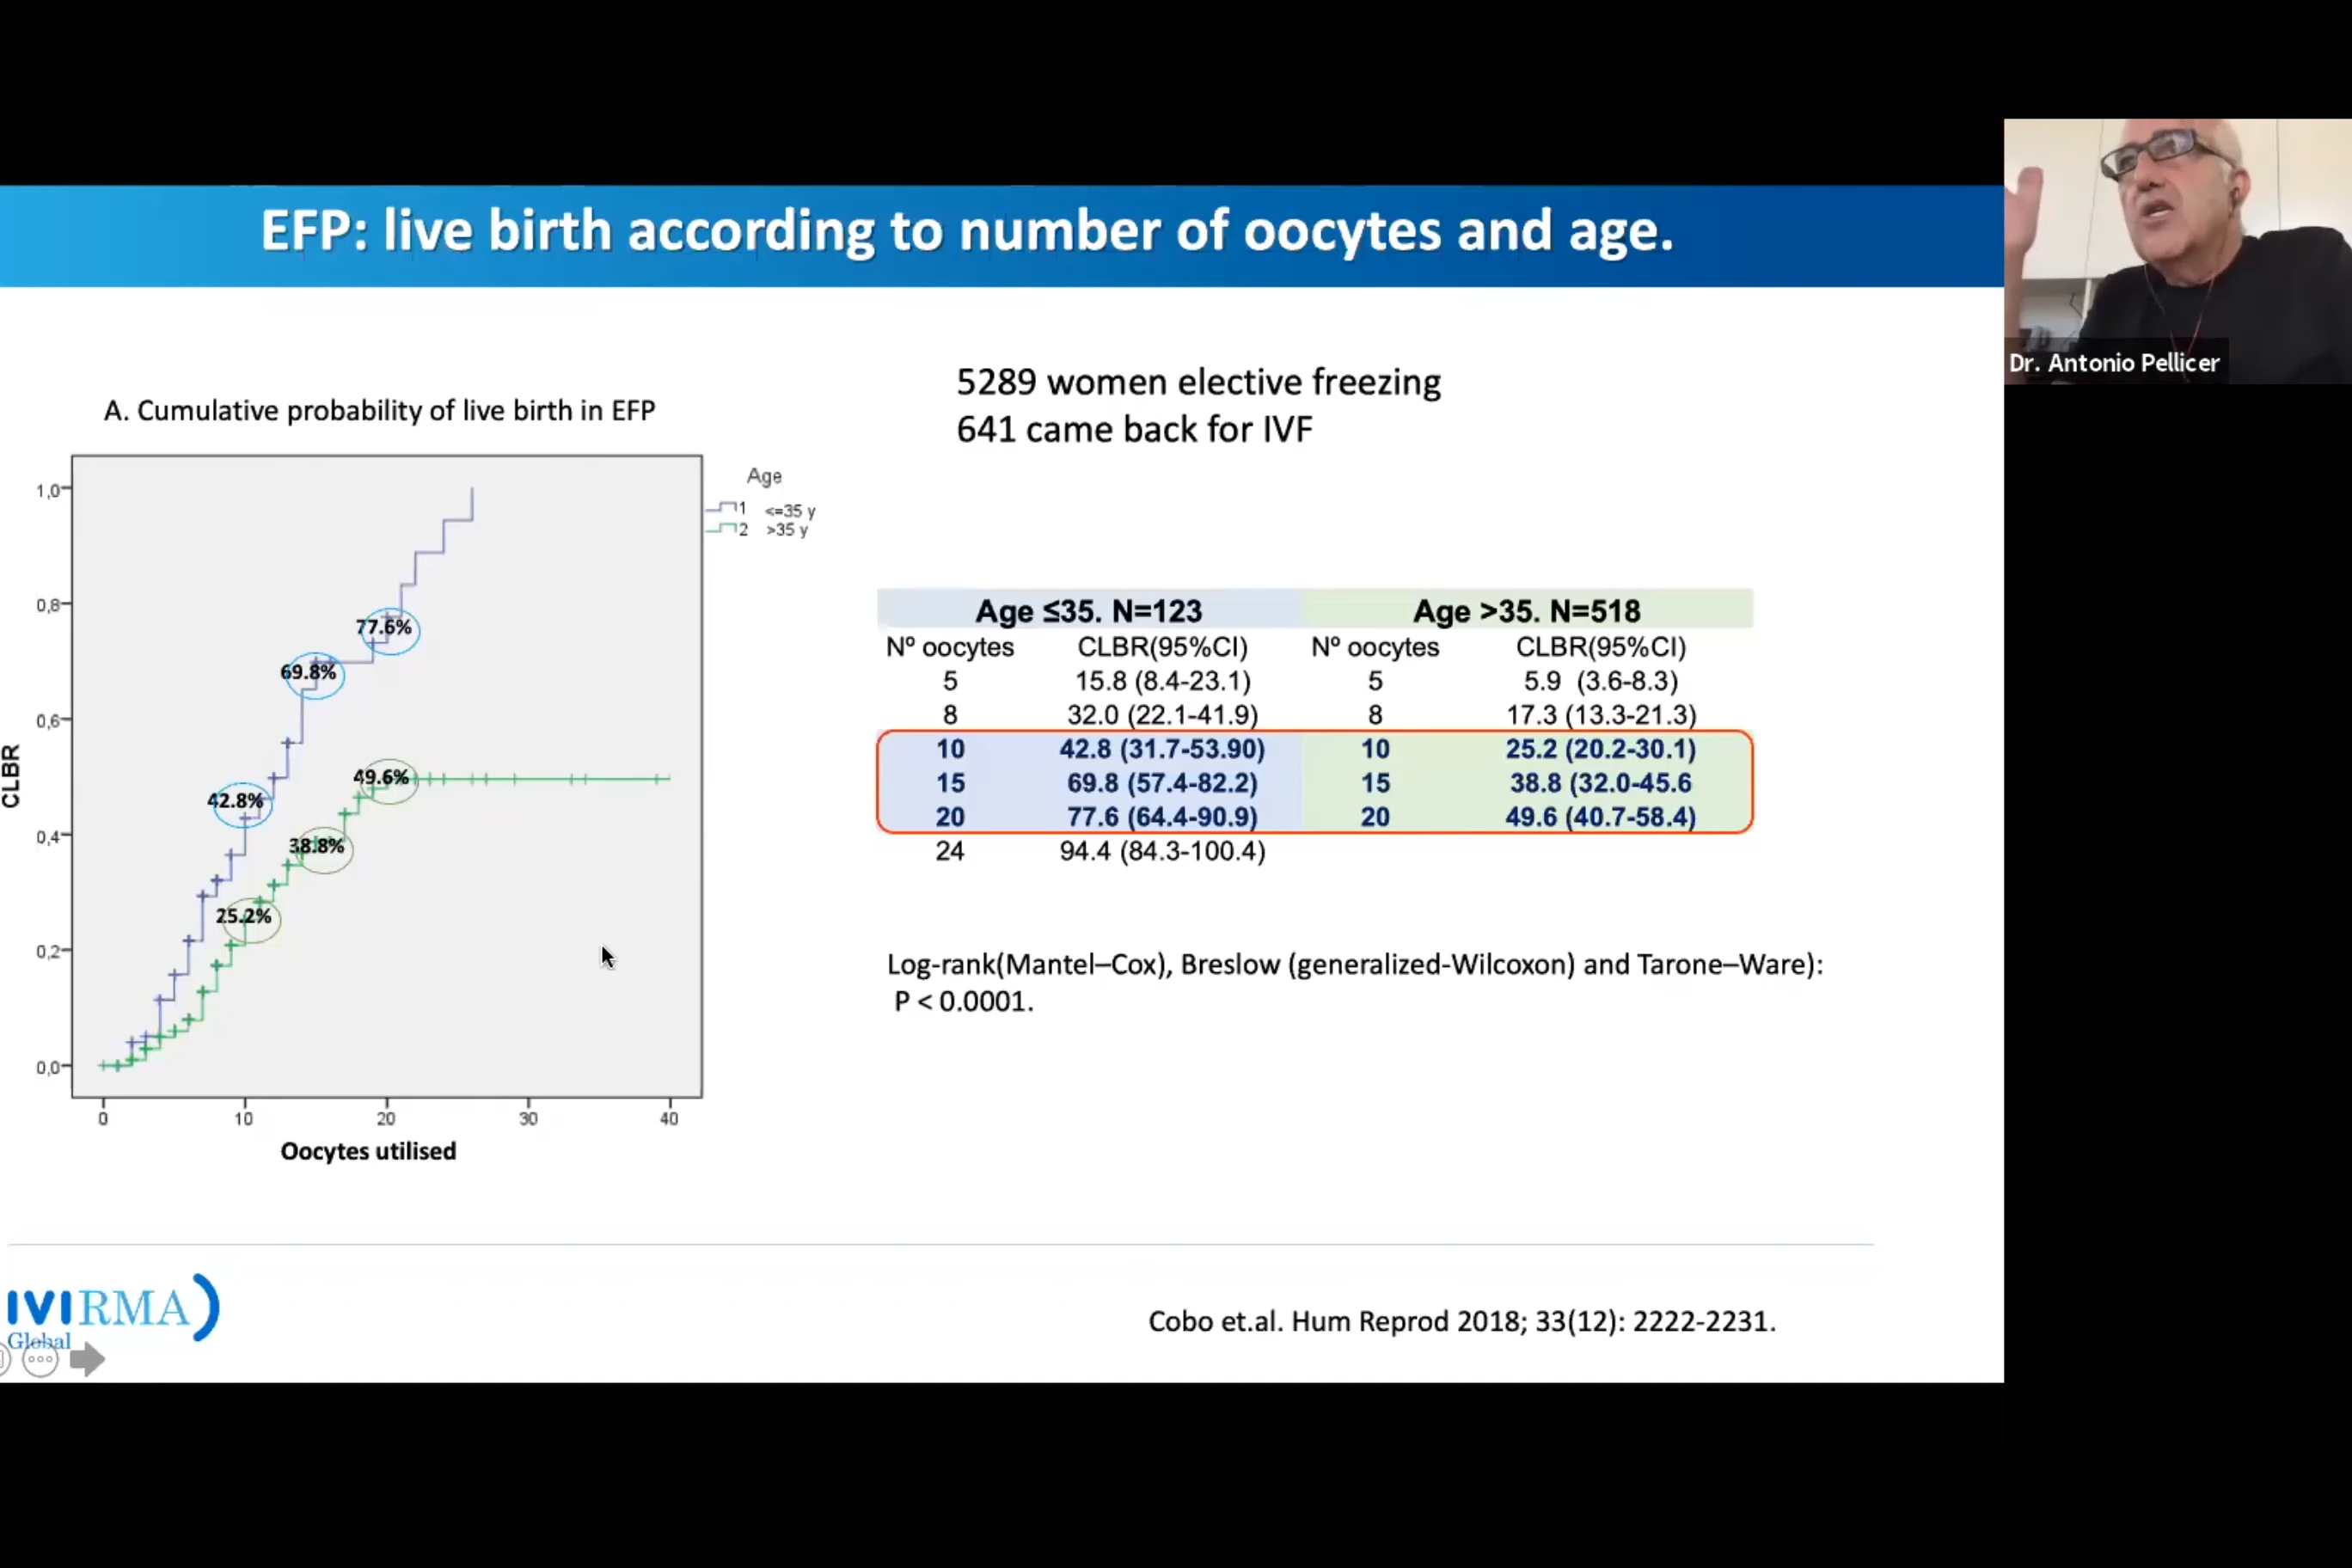 EFP: live birth according to number of oocytes and age.
Dr. Antonio Pellicer
5289 women elective freezing
641 came back for IVF
A. Cumulative probability of live birth in EFP
Age
1 <=35 y
2 >35 y
CLBR
1,0
0,8
0,6
0,4
0,2
0,0
77.6%
69.8%
49.6%
42.8%
38.8%
25.2%
0 10 20 30 40
Oocytes utilised
Age ≤35. N=123 Age >35. N=518
Nº oocytes CLBR(95%CI) Nº oocytes CLBR(95%CI)
5 15.8 (8.4-23.1) 5 5.9 (3.6-8.3)
8 32.0 (22.1-41.9) 8 17.3 (13.3-21.3)
10 42.8 (31.7-53.90) 10 25.2 (20.2-30.1)
15 69.8 (57.4-82.2) 15 38.8 (32.0-45.6
20 77.6 (64.4-90.9) 20 49.6 (40.7-58.4)
24 94.4 (84.3-100.4)
Log-rank(Mantel–Cox), Breslow (generalized-Wilcoxon) and Tarone–Ware):
P < 0.0001.
IVIRMA
Global
Cobo et.al. Hum Reprod 2018; 33(12): 2222-2231.